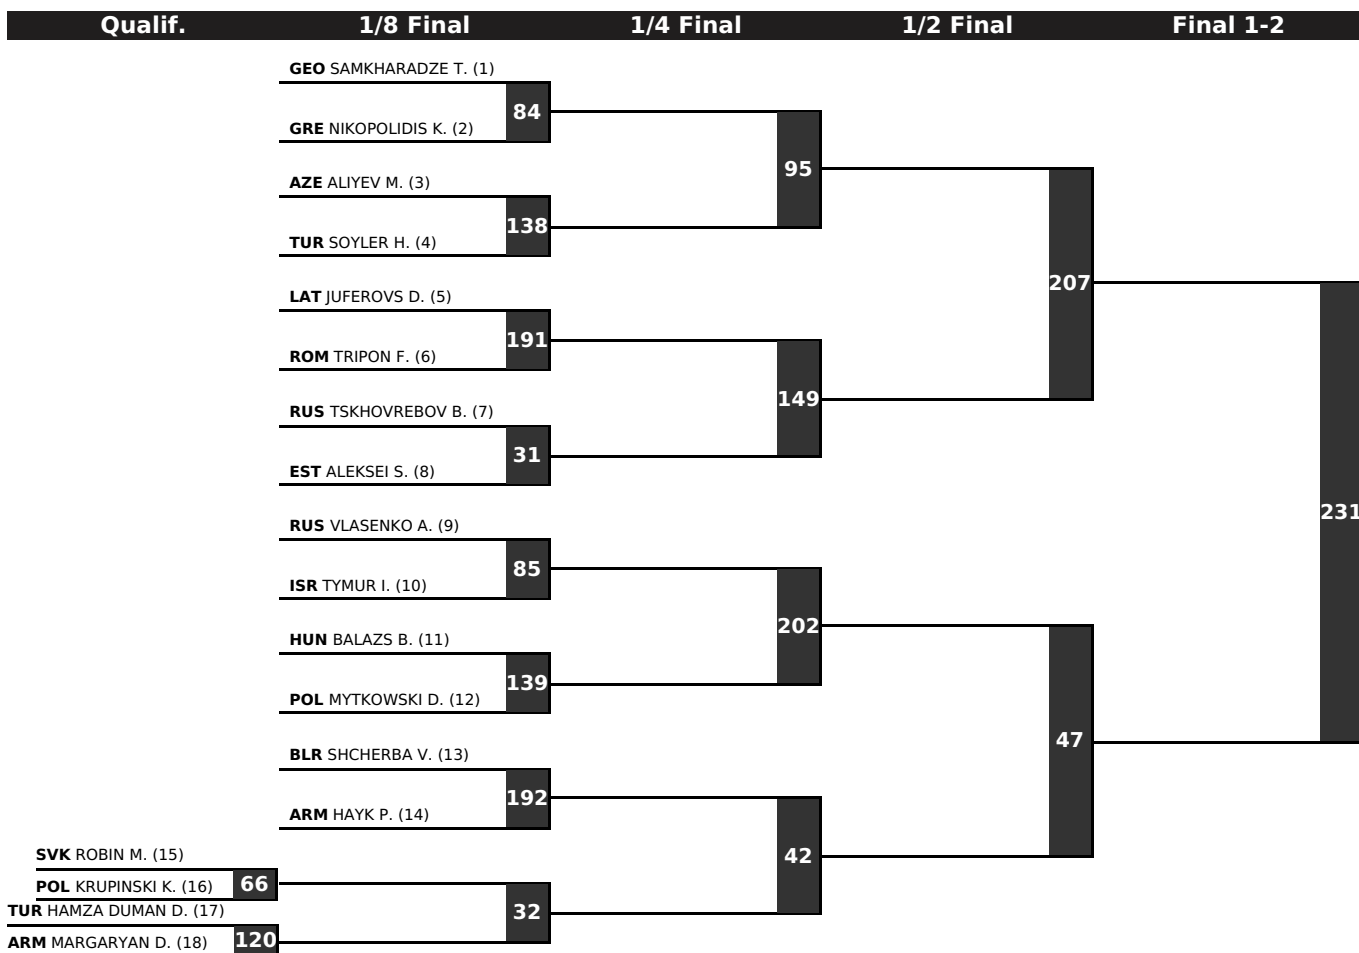 Qualif. 1/8 Final 1/4 Final 1/2 Final Final 1-2
GEO SAMKHARADZE T. (1)
84
GRE NIKOPOLIDIS K. (2)
95
AZE ALIYEV M. (3)
138
TUR SOYLER H. (4)
207
LAT JUFEROVS D. (5)
191
ROM TRIPON F. (6)
149
RUS TSKHOVREBOV B. (7)
31
EST ALEKSEI S. (8)
231
RUS VLASENKO A. (9)
85
ISR TYMUR I. (10)
202
HUN BALAZS B. (11)
139
POL MYTKOWSKI D. (12)
47
BLR SHCHERBA V. (13)
192
ARM HAYK P. (14)
42
SVK ROBIN M. (15)
POL KRUPINSKI K. (16) 66
TUR HAMZA DUMAN D. (17)
32
ARM MARGARYAN D. (18) 120